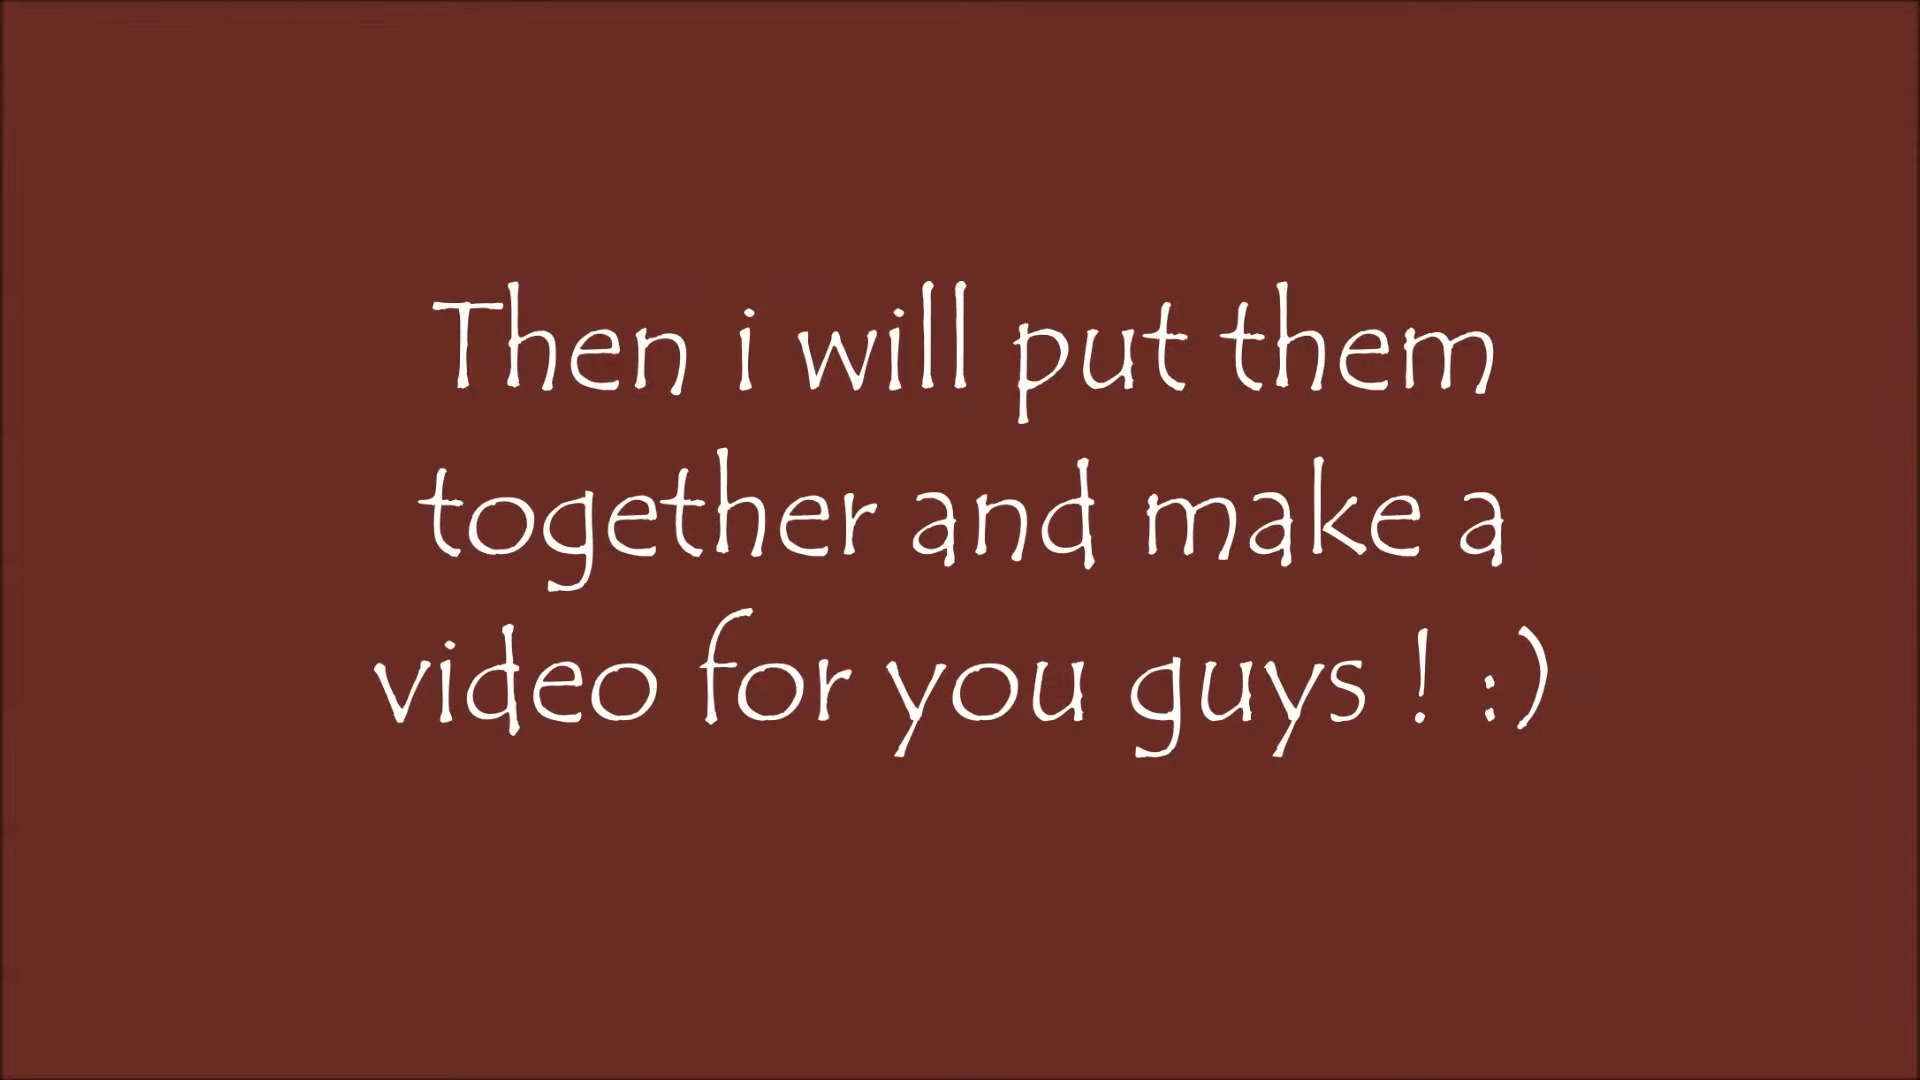 Then i will put them
together and make a
video for you guys ! :)